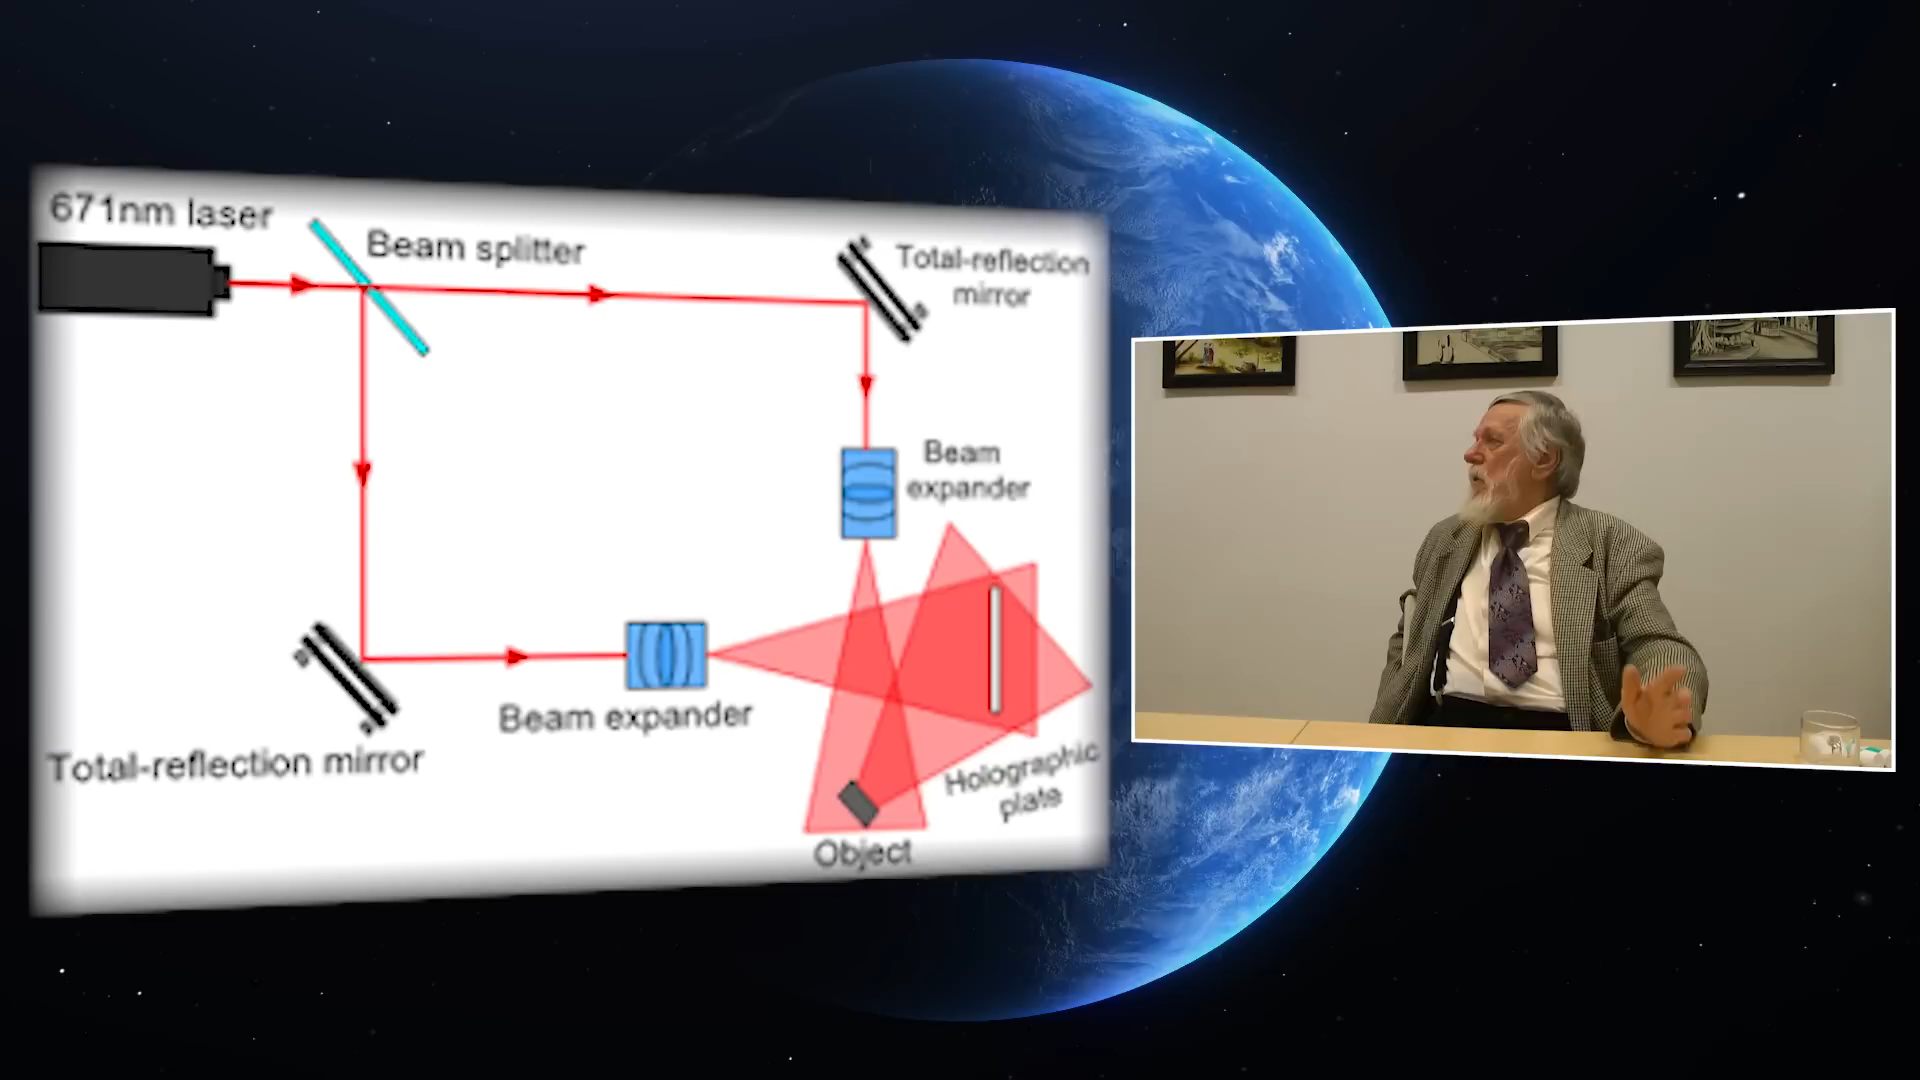 671nm laser
Beam splitter
Total-reflection
mirror
Beam
expander
Beam expander
Total-reflection mirror
Holographic
plate
Object